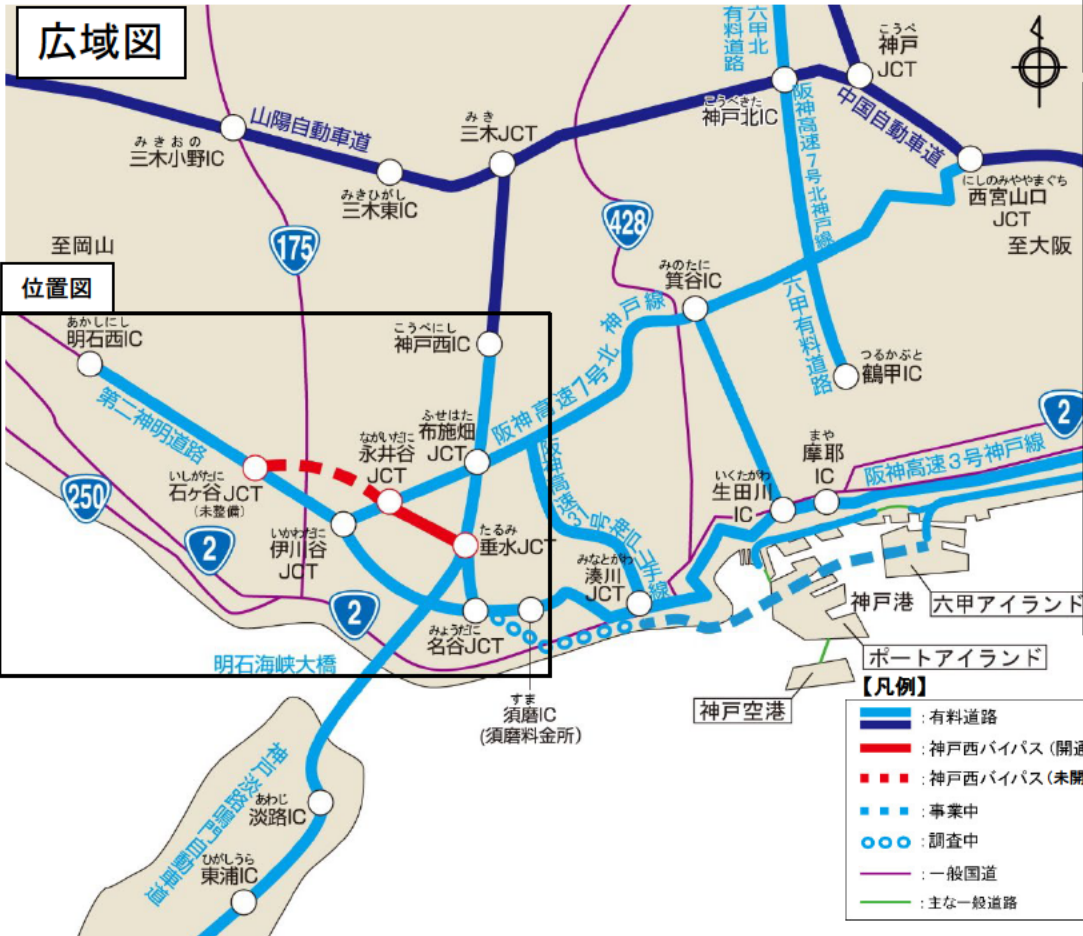 広域図
六甲北
有料道路
こうべ
神戸
JCT
こうべきた
神戸北IC
中国自動車道
阪神高速7号北神戸線
山陽自動車道
みきおの
三木小野IC
みき
三木JCT
みきひがし
三木東IC
にしのみややまぐち
西宮山口
JCT
至大阪
至岡山
175
428
位置図
みのたに
箕谷IC
六甲有料道路
つるかぶと
鶴甲IC
あかしにし
明石西IC
こうべにし
神戸西IC
阪神高速7号北 神戸線
第二神明道路
ふせはた
布施畑
JCT
ながいだに
永井谷
JCT
いしがたに
石ヶ谷JCT
(未整備)
2
まや
摩耶
IC
阪神高速3号神戸線
いくたがわ
生田川
IC
阪神高速31号神戸山手線
250
2
いかわだに
伊川谷
JCT
たるみ
垂水JCT
みなとがわ
湊川
JCT
2
みょうだに
名谷JCT
神戸港
六甲アイランド
明石海峡大橋
ポートアイランド
神戸空港
すま
須磨IC
(須磨料金所)
神戸淡路鳴門自動車道
あわじ
淡路IC
ひがしうら
東浦IC
【凡例】
:有料道路
:神戸西バイパス(開通
:神戸西バイパス(未開
:事業中
:調査中
:一般国道
:主な一般道路